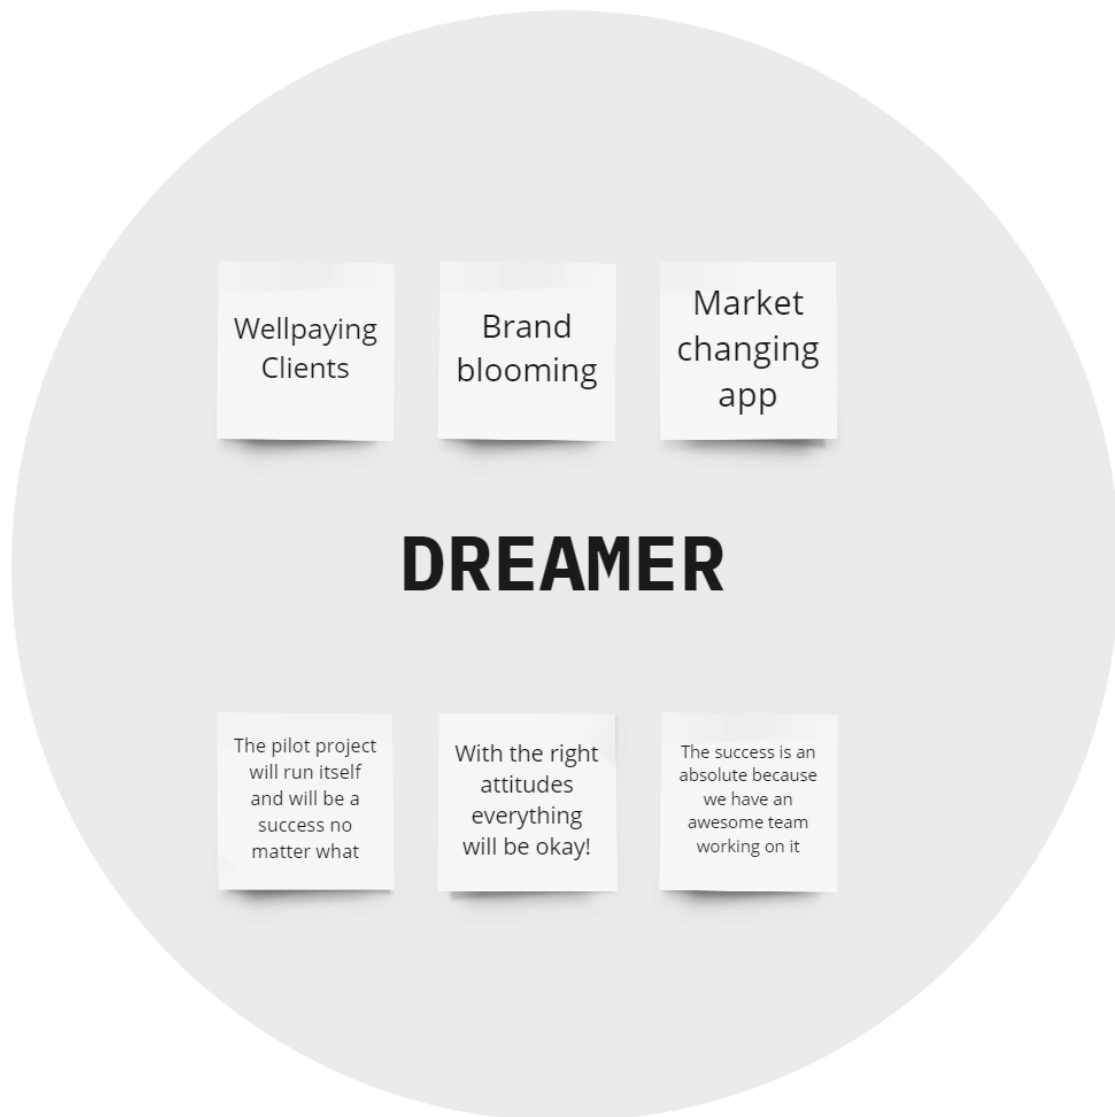 Wellpaying
Clients
Brand
blooming
Market
changing
app
DREAMER
The pilot project
will run itself
and will be a
success no
matter what
With the right
attitudes
everything
will be okay!
The success is an
absolute because
we have an
awesome team
working on it